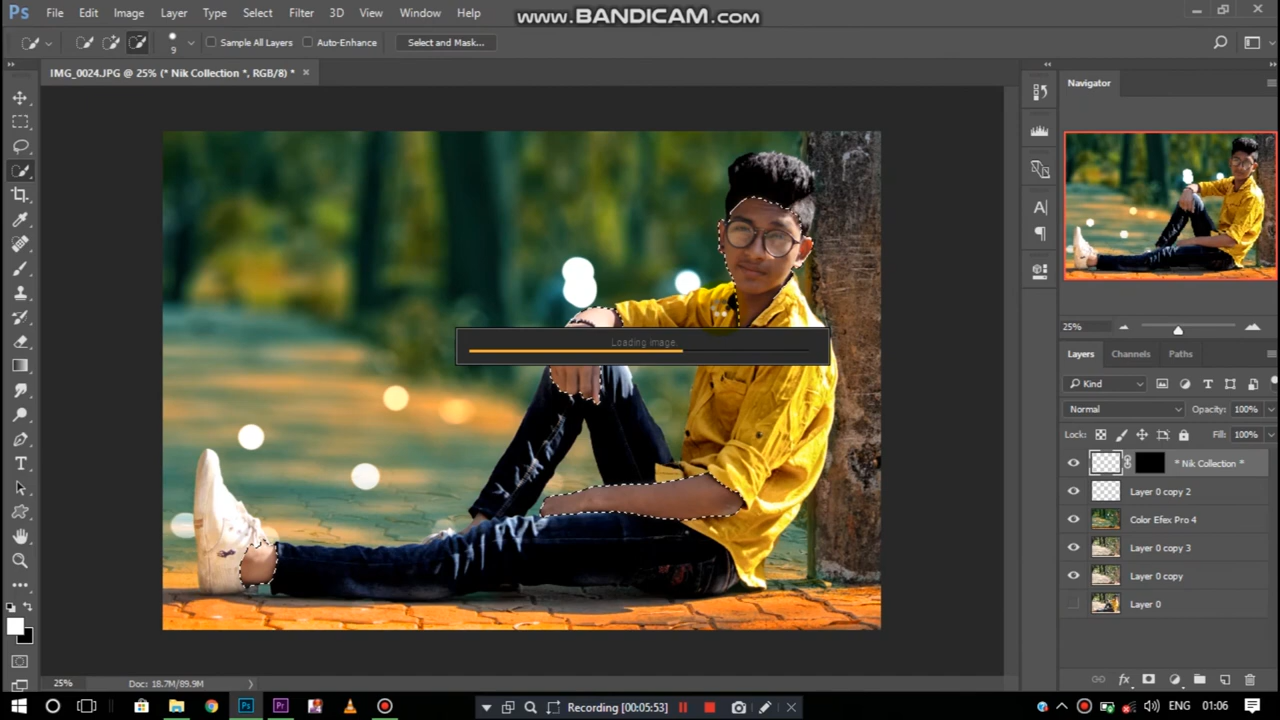 Ps File Edit Image Layer Type Select Filter 3D View Window Help
www.BANDICAM.com
9 Sample All Layers Auto-Enhance Select and Mask...
IMG_0024.JPG @ 25% (* Nik Collection *, RGB/8) * ×
Navigator
25%
Loading image.
Layers Channels Paths
Kind
Normal Opacity: 100%
Lock: Fill: 100%
* Nik Collection *
Layer 0 copy 2
Color Efex Pro 4
Layer 0 copy 3
Layer 0 copy
Layer 0
25% Doc: 18.7M/89.9M
Ps Pr Recording [00:05:53] ENG 01:06